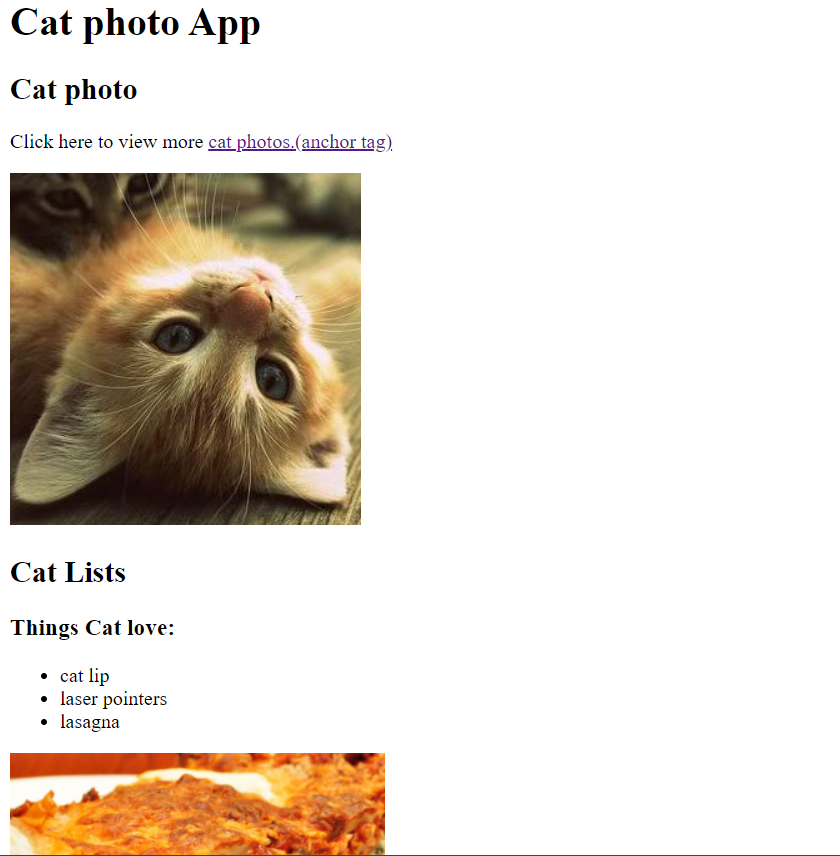 Cat photo App
Cat photo
Click here to view more cat photos.(anchor tag)
Cat Lists
Things Cat love:
cat lip
laser pointers
lasagna